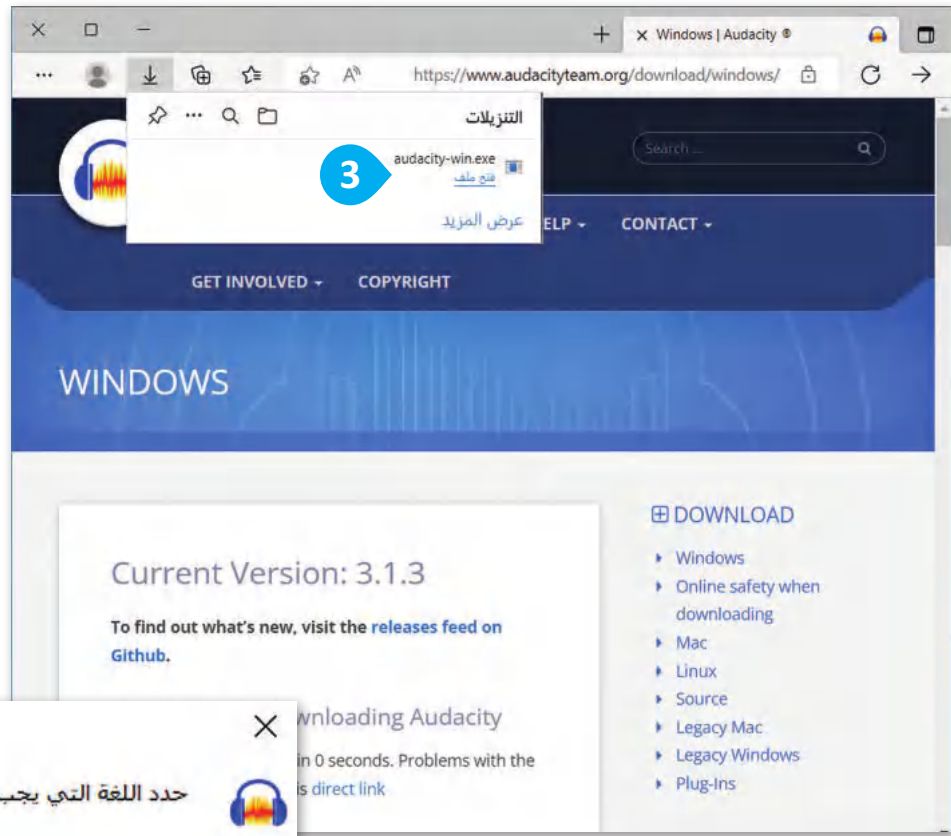 Windows | Audacity ®
https://www.audacityteam.org/download/windows/
التنزيلات
audacity-win.exe
فتح ملف
3
عرض المزيد
Search ...
ELP
CONTACT
GET INVOLVED
COPYRIGHT
WINDOWS
Current Version: 3.1.3
To find out what's new, visit the releases feed on
Github.
wnloading Audacity
in 0 seconds. Problems with the
is direct link
DOWNLOAD
Windows
Online safety when
downloading
Mac
Linux
Source
Legacy Mac
Legacy Windows
Plug-Ins
حدد اللغة التي يجب